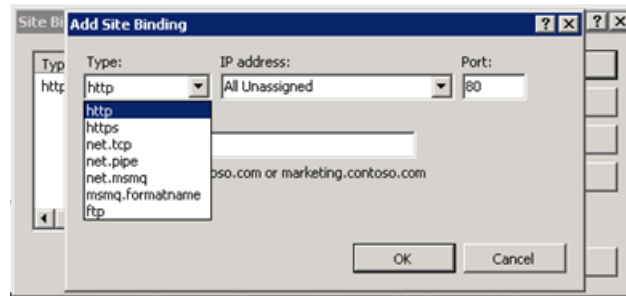 Site Bi
Add Site Binding
Typ
http
Type:
IP address:
Port:
http
All Unassigned
80
http
https
net.tcp
net.pipe
net.msmq
msmq.formatname
ftp
oso.com or marketing.contoso.com
OK
Cancel